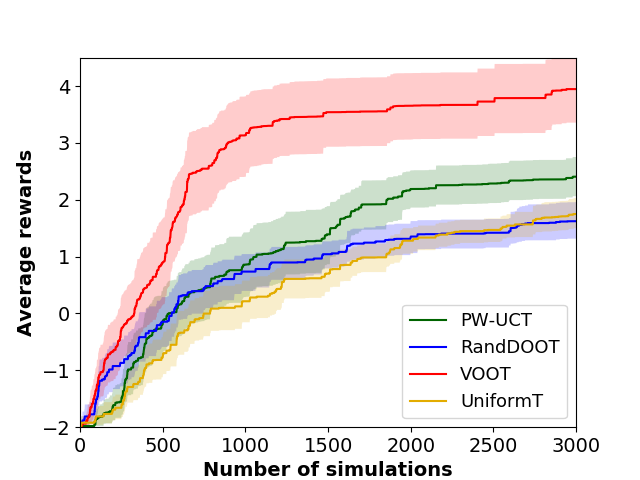 4
3
2
1
0
−1
−2
0 500 1000 1500 2000 2500 3000
Average rewards
Number of simulations
PW-UCT
RandDOOT
VOOT
UniformT